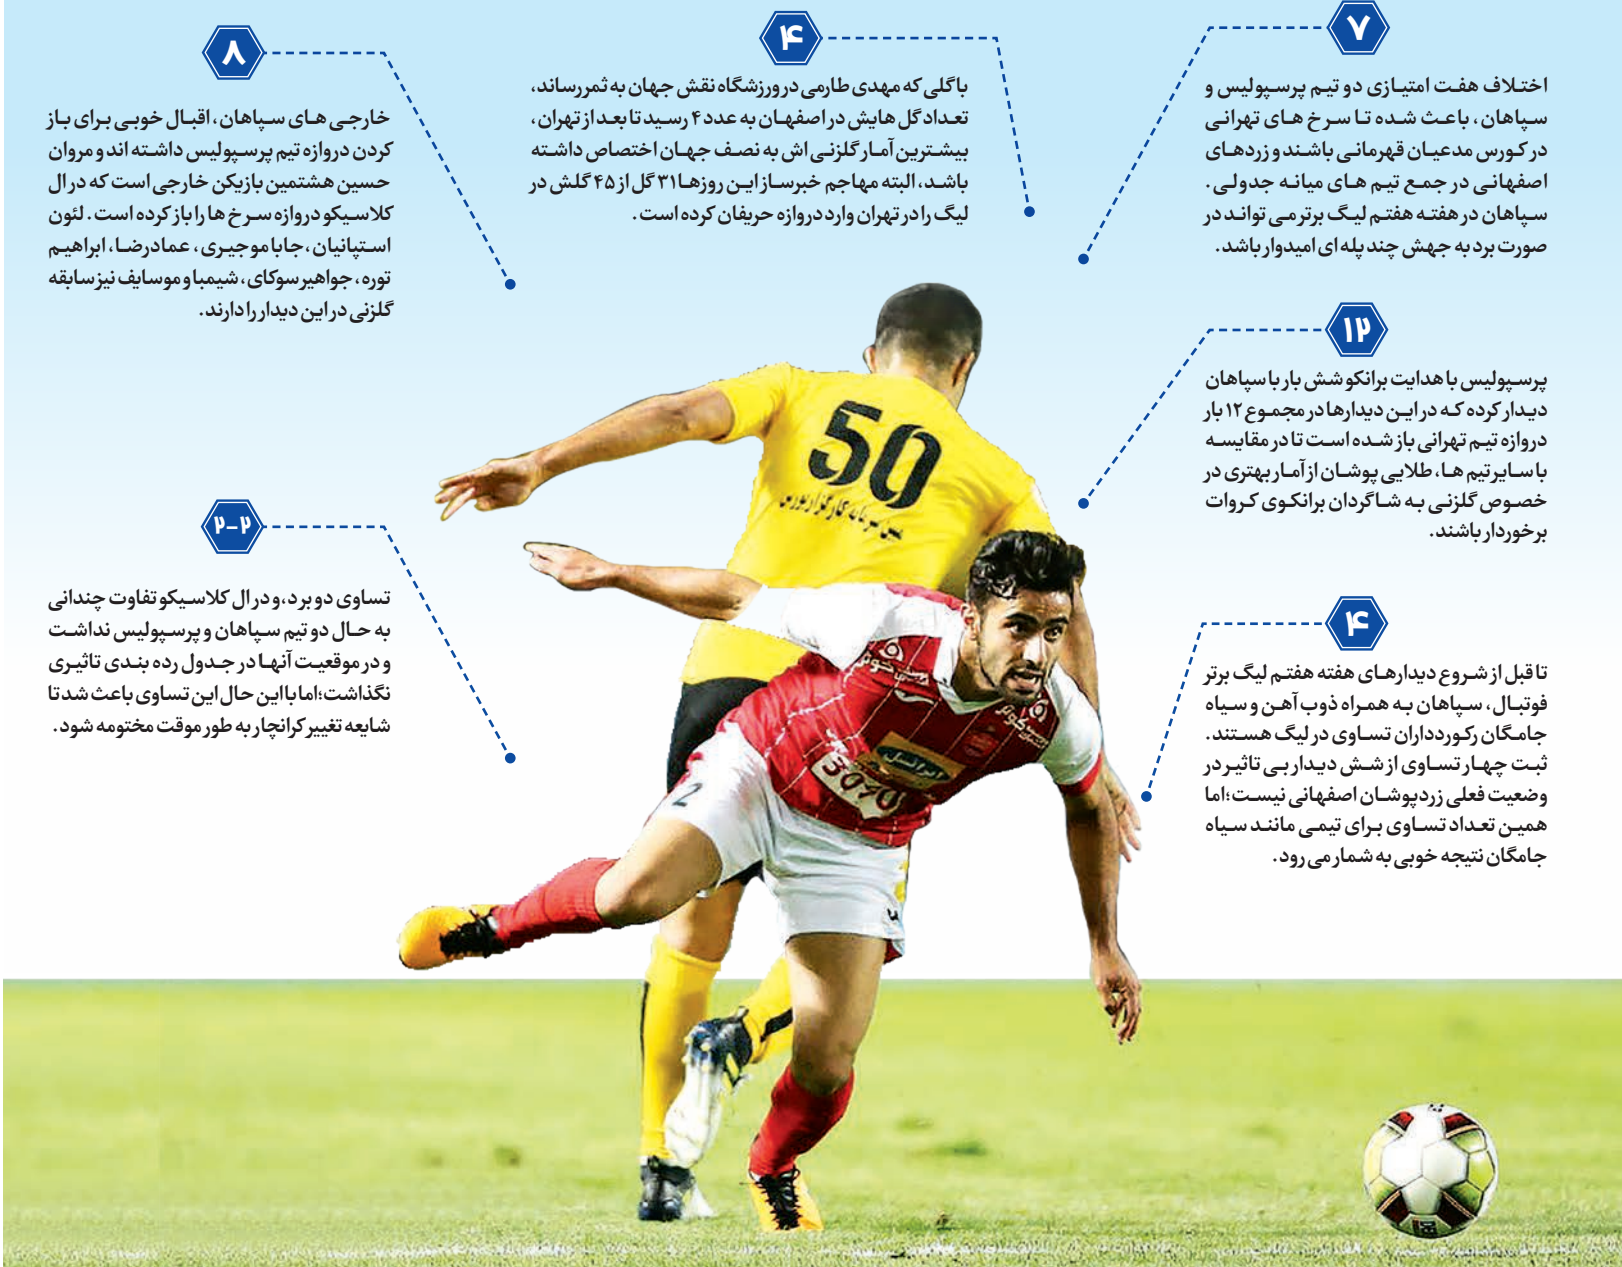 ۷
اختلاف هفت امتیازی دو تیم پرسپولیس و
سپاهان، باعث شده تا سرخ های تهرانی
در کورس مدعیان قهرمانی باشند و زردهای
اصفهانی در جمع تیم های میانه جدولی.
سپاهان در هفته هفتم لیگ برتر می تواند در
صورت برد به جهش چند پله ای امیدوار باشد.
۱۲
پرسپولیس با هدایت برانکو شش بار با سپاهان
دیدار کرده که در این دیدارها در مجموع ۱۲ بار
دروازه تیم تهرانی باز شده است تا در مقایسه
با سایر تیم ها، طلایی پوشان از آمار بهتری در
خصوص گلزنی به شاگردان برانکوی کروات
برخوردار باشند.
۴
تا قبل از شروع دیدارهای هفته هفتم لیگ برتر
فوتبال، سپاهان به همراه ذوب آهن و سیاه
جامگان رکوردداران تساوی در لیگ هستند.
ثبت چهار تساوی از شش دیدار بی تاثیر در
وضعیت فعلی زردپوشان اصفهانی نیست؛ اما
همین تعداد تساوی برای تیمی مانند سیاه
جامگان نتیجه خوبی به شمار می رود.
۴
با گلی که مهدی طارمی در ورزشگاه نقش جهان به ثمر رساند،
تعداد گل هایش در اصفهان به عدد ۴ رسید تا بعد از تهران،
بیشترین آمار گلزنی اش به نصف جهان اختصاص داشته
باشد، البته مهاجم خبرساز این روزها ۳۱ گل از ۴۵ گلش در
لیگ را در تهران وارد دروازه حریفان کرده است.
۸
خارجی های سپاهان، اقبال خوبی برای باز
کردن دروازه تیم پرسپولیس داشته اند و مروان
حسین هشتمین بازیکن خارجی است که در ال
کلاسیکو دروازه سرخ ها را باز کرده است. لئون
استپانیان، جابا موجیری، عمادرضا، ابراهیم
توره، جواهیر سوکای، شیمبا و موسایف نیز سابقه
گلزنی در این دیدار را دارند.
۲-۲
تساوی دو برد، و در ال کلاسیکو تفاوت چندانی
به حال دو تیم سپاهان و پرسپولیس نداشت
و در موقعیت آنها در جدول رده بندی تاثیری
نگذاشت؛ اما با این حال این تساوی باعث شد تا
شایعه تغییر کرانچار به طور موقت مختومه شود.
50
ایرانسل
3090
2